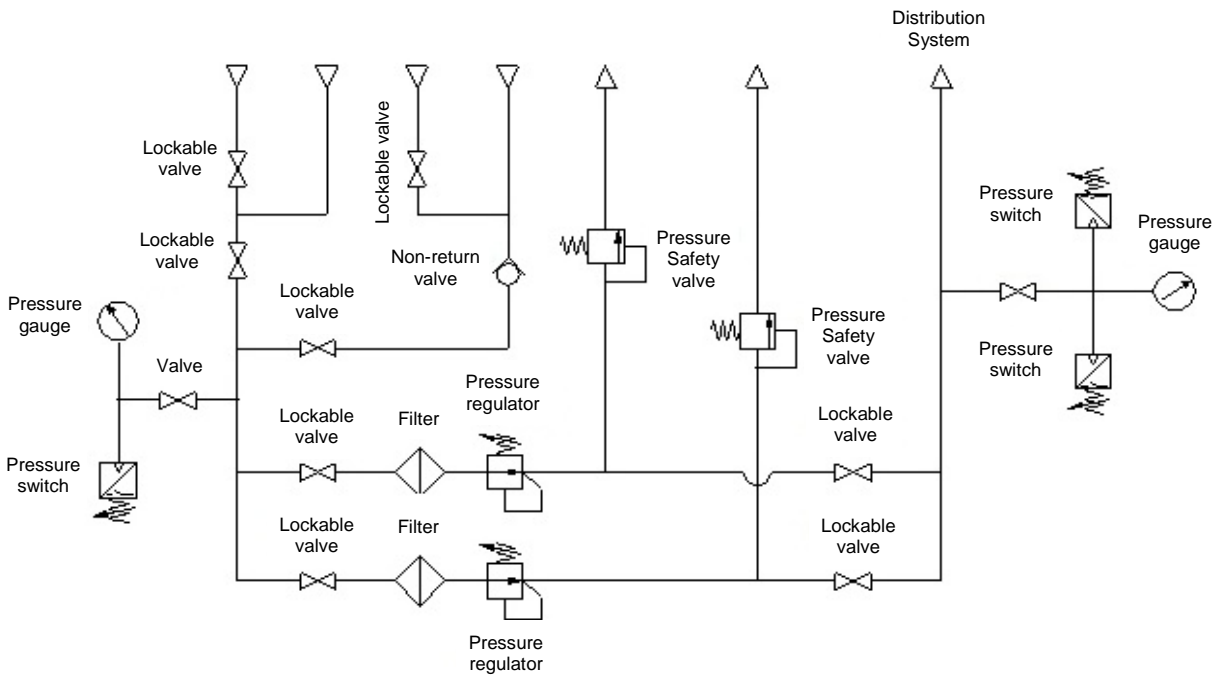 Distribution
System
Lockable
valve
Lockable valve
Lockable
valve
Non-return
valve
Pressure
Safety
valve
Pressure
switch
Pressure
gauge
Lockable
valve
Pressure
gauge
Valve
Pressure
Safety
valve
Pressure
switch
Pressure
regulator
Lockable
valve
Filter
Lockable
valve
Pressure
switch
Lockable
valve
Filter
Lockable
valve
Pressure
regulator